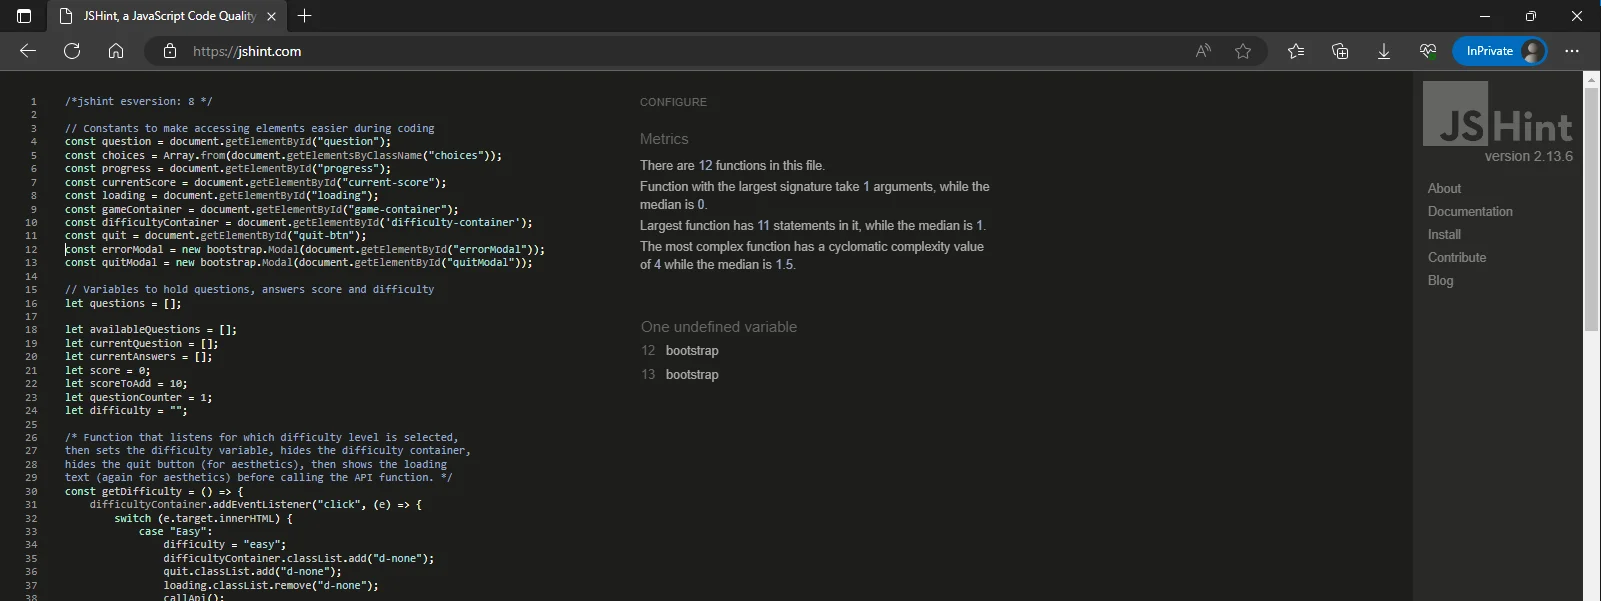 JSHint, a JavaScript Code Quality
https://jshint.com
InPrivate
1 /*jshint esversion: 8 */
2
3 // Constants to make accessing elements easier during coding
4 const question = document.getElementById("question");
5 const choices = Array.from(document.getElementsByClassName("choices"));
6 const progress = document.getElementById("progress");
7 const currentScore = document.getElementById("current-score");
8 const loading = document.getElementById("loading");
9 const gameContainer = document.getElementById("game-container");
10 const difficultyContainer = document.getElementById('difficulty-container');
11 const quit = document.getElementById("quit-btn");
12 const errorModal = new bootstrap.Modal(document.getElementById("errorModal"));
13 const quitModal = new bootstrap.Modal(document.getElementById("quitModal"));
14
15 // Variables to hold questions, answers score and difficulty
16 let questions = [];
17
18 let availableQuestions = [];
19 let currentQuestion = [];
20 let currentAnswers = [];
21 let score = 0;
22 let scoreToAdd = 10;
23 let questionCounter = 1;
24 let difficulty = "";
25
26 /* Function that listens for which difficulty level is selected,
27 then sets the difficulty variable, hides the difficulty container,
28 hides the quit button (for aesthetics), then shows the loading
29 text (again for aesthetics) before calling the API function. */
30 const getDifficulty = () => {
31 difficultyContainer.addEventListener("click", (e) => {
32 switch (e.target.innerHTML) {
33 case "Easy":
34 difficulty = "easy";
35 difficultyContainer.classList.add("d-none");
36 quit.classList.add("d-none");
37 loading.classList.remove("d-none");
38 callApi();
CONFIGURE
Metrics
There are 12 functions in this file.
Function with the largest signature take 1 arguments, while the
median is 0.
Largest function has 11 statements in it, while the median is 1.
The most complex function has a cyclomatic complexity value
of 4 while the median is 1.5.
One undefined variable
12 bootstrap
13 bootstrap
JSHint
version 2.13.6
About
Documentation
Install
Contribute
Blog